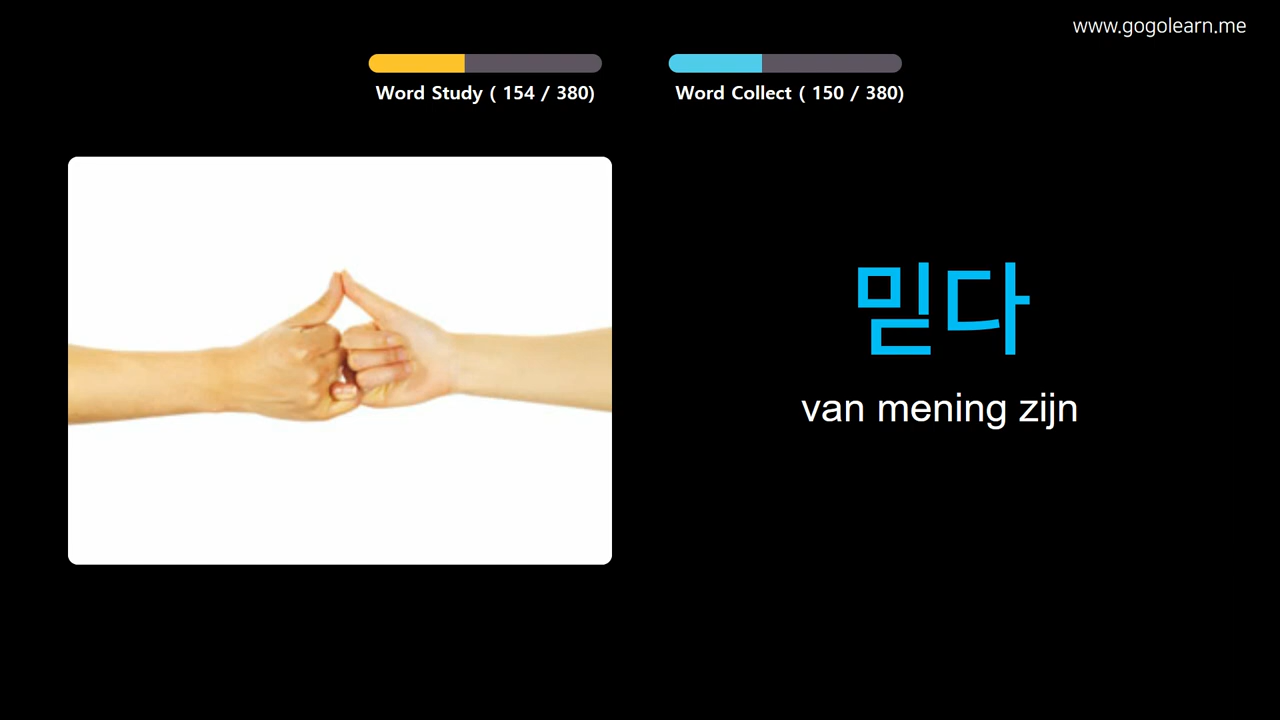 www.gogolearn.me
Word Study ( 154 / 380)
Word Collect ( 150 / 380)
믿다
van mening zijn